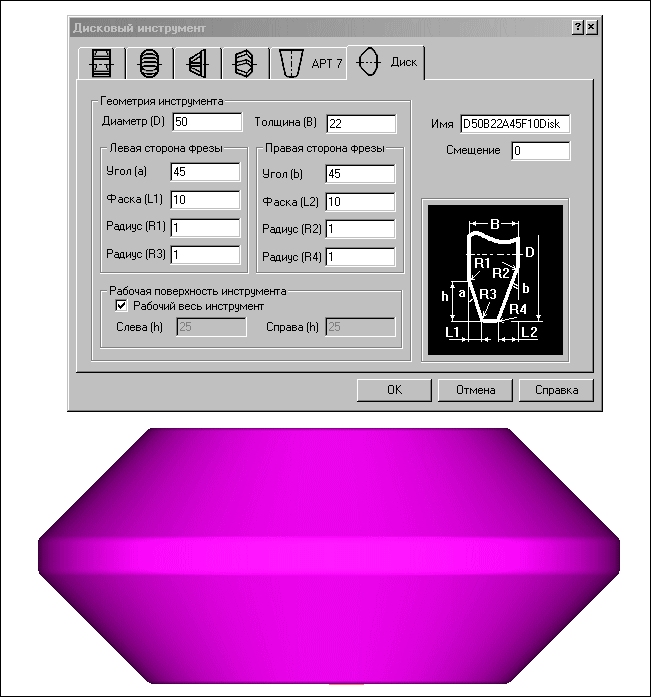 Дисковый инструмент
APT 7 Диск
Геометрия инструмента
Диаметр (D) 50 Толщина (B) 22
Имя D50B22A45F10Disk
Смещение 0
Левая сторона фрезы
Угол (a) 45
Фаска (L1) 10
Радиус (R1) 1
Радиус (R3) 1
Правая сторона фрезы
Угол (b) 45
Фаска (L2) 10
Радиус (R2) 1
Радиус (R4) 1
Рабочая поверхность инструмента
Рабочий весь инструмент
Слева (h) 25 Справа (h) 25
B
D
R1
R2
h a R3 b
R4
L1 L2
OK Отмена Справка